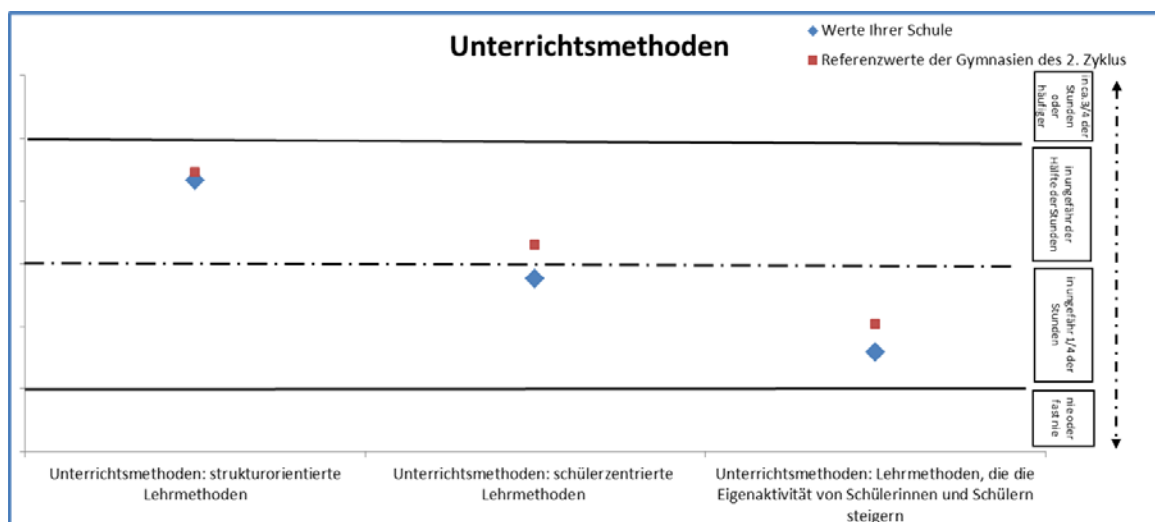 Unterrichtsmethoden
Werte Ihrer Schule
Referenzwerte der Gymnasien des 2. Zyklus
in ca. 3/4 der
Stunden
oder
häufiger
in ungefähr der
Hälfte der Stunden
in ungefähr 1/4 der
Stunden
nie oder
fast nie
Unterrichtsmethoden: strukturorientierte
Lehrmethoden
Unterrichtsmethoden: schülerzentrierte
Lehrmethoden
Unterrichtsmethoden: Lehrmethoden, die die
Eigenaktivität von Schülerinnen und Schülern
steigern